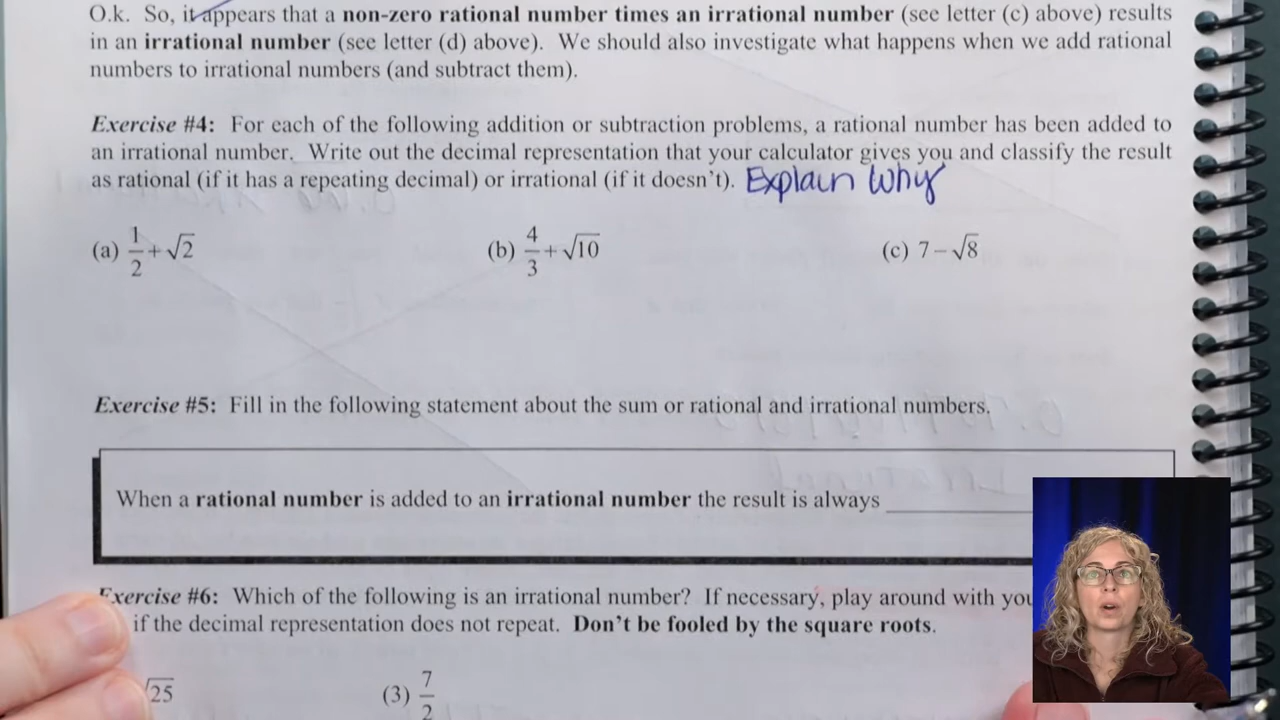 O.k. So, it appears that a non-zero rational number times an irrational number (see letter (c) above) results
in an irrational number (see letter (d) above). We should also investigate what happens when we add rational
numbers to irrational numbers (and subtract them).
Exercise #4: For each of the following addition or subtraction problems, a rational number has been added to
an irrational number. Write out the decimal representation that your calculator gives you and classify the result
as rational (if it has a repeating decimal) or irrational (if it doesn't). Explain Why
(a) 1/2 + √2 (b) 4/3 + √10 (c) 7 − √8
Exercise #5: Fill in the following statement about the sum or rational and irrational numbers.
When a rational number is added to an irrational number the result is always
Exercise #6: Which of the following is an irrational number? If necessary, play around with
if the decimal representation does not repeat. Don't be fooled by the square roots.
√25 (3) 7/2